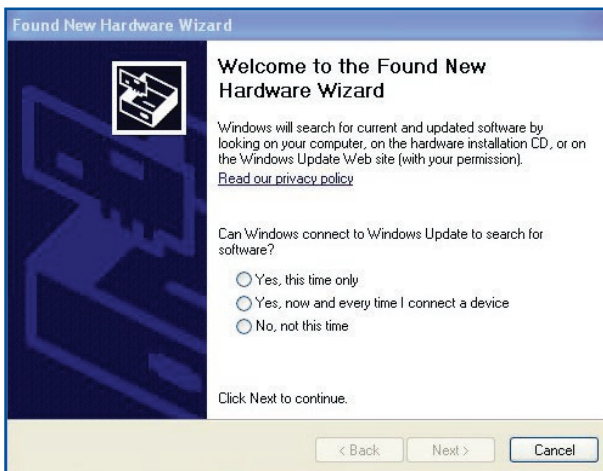 Found New Hardware Wizard
Welcome to the Found New
Hardware Wizard
Windows will search for current and updated software by
looking on your computer, on the hardware installation CD, or on
the Windows Update Web site (with your permission).
Read our privacy policy
Can Windows connect to Windows Update to search for
software?
Yes, this time only
Yes, now and every time I connect a device
No, not this time
Click Next to continue.
< Back
Next >
Cancel